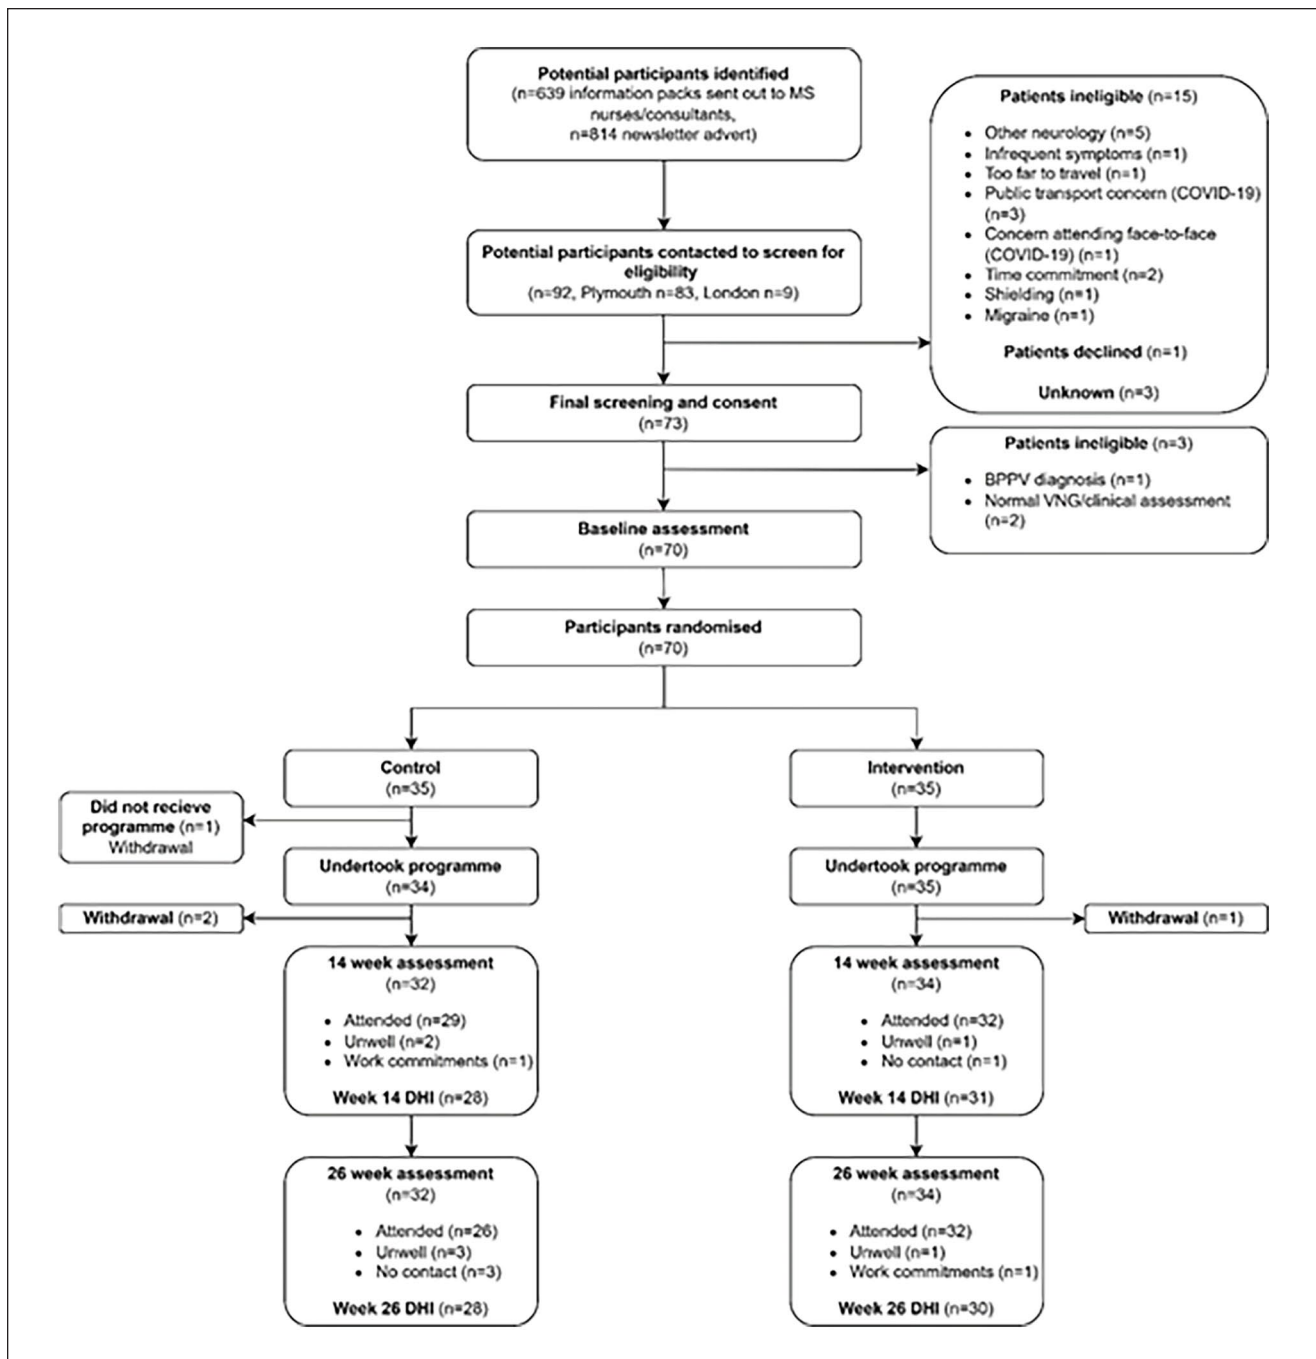 Potential participants identified
(n=639 information packs sent out to MS
nurses/consultants,
n=814 newsletter advert)
Patients ineligible (n=15)
• Other neurology (n=5)
• Infrequent symptoms (n=1)
• Too far to travel (n=1)
• Public transport concern (COVID-19)
(n=3)
• Concern attending face-to-face
(COVID-19) (n=1)
• Time commitment (n=2)
• Shielding (n=1)
• Migraine (n=1)
Patients declined (n=1)
Unknown (n=3)
Potential participants contacted to screen for
eligibility
(n=92, Plymouth n=83, London n=9)
Final screening and consent
(n=73)
Patients ineligible (n=3)
• BPPV diagnosis (n=1)
• Normal VNG/clinical assessment
(n=2)
Baseline assessment
(n=70)
Participants randomised
(n=70)
Control
(n=35)
Did not recieve
programme (n=1)
Withdrawal
Undertook programme
(n=34)
Withdrawal (n=2)
14 week assessment
(n=32)
• Attended (n=29)
• Unwell (n=2)
• Work commitments (n=1)
Week 14 DHI (n=28)
26 week assessment
(n=32)
• Attended (n=26)
• Unwell (n=3)
• No contact (n=3)
Week 26 DHI (n=28)
Intervention
(n=35)
Undertook programme
(n=35)
Withdrawal (n=1)
14 week assessment
(n=34)
• Attended (n=32)
• Unwell (n=1)
• No contact (n=1)
Week 14 DHI (n=31)
26 week assessment
(n=34)
• Attended (n=32)
• Unwell (n=1)
• Work commitments (n=1)
Week 26 DHI (n=30)